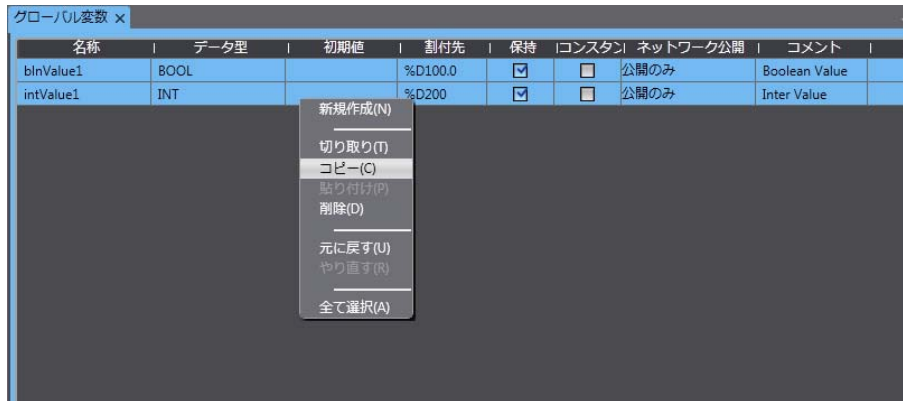 グローバル変数 ×
名称 データ型 初期値 割付先 保持 コンスタン ネットワーク公開 コメント
blnValue1 BOOL %D100.0 公開のみ Boolean Value
intValue1 INT %D200 公開のみ Inter Value
新規作成(N)
切り取り(T)
コピー(C)
貼り付け(P)
削除(D)
元に戻す(U)
やり直す(R)
全て選択(A)